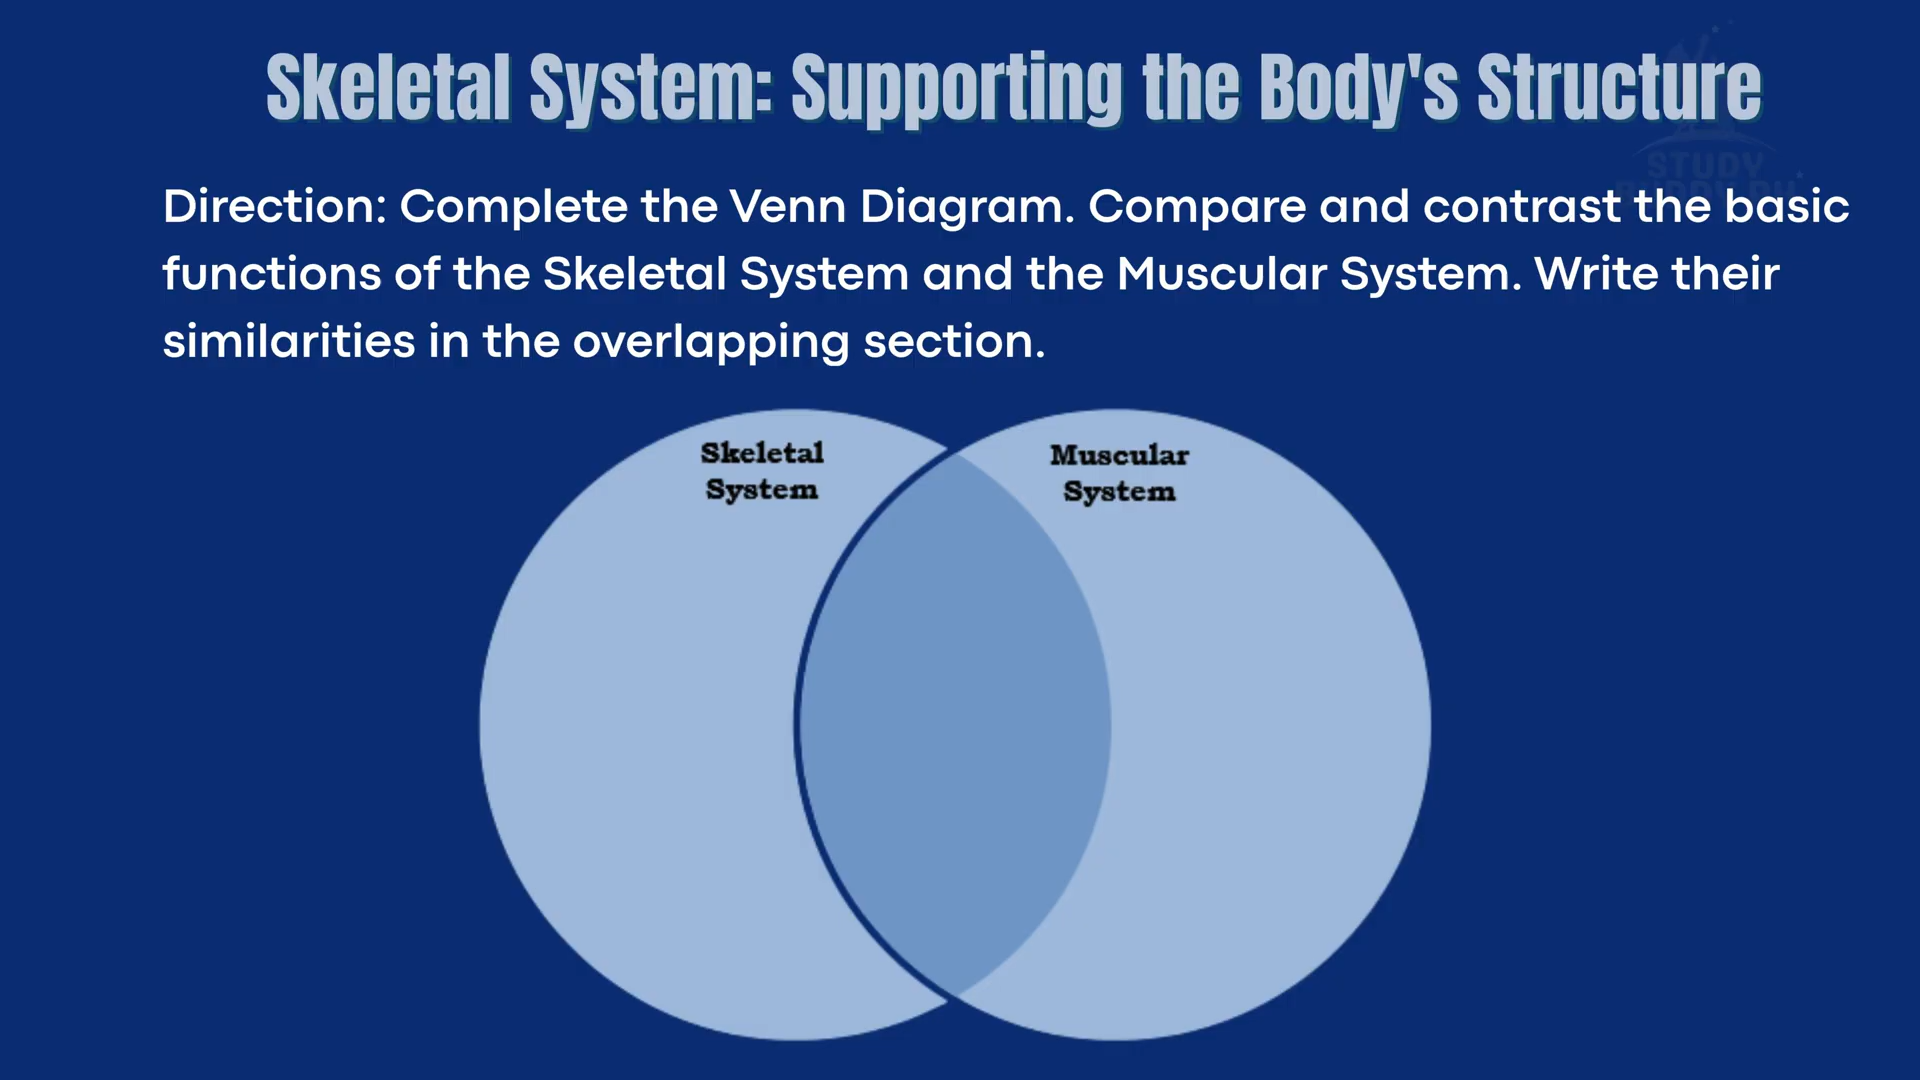 Skeletal System: Supporting the Body's Structure
STUDY
Direction: Complete the Venn Diagram. Compare and contrast the basic
functions of the Skeletal System and the Muscular System. Write their
similarities in the overlapping section.
Skeletal
System
Muscular
System